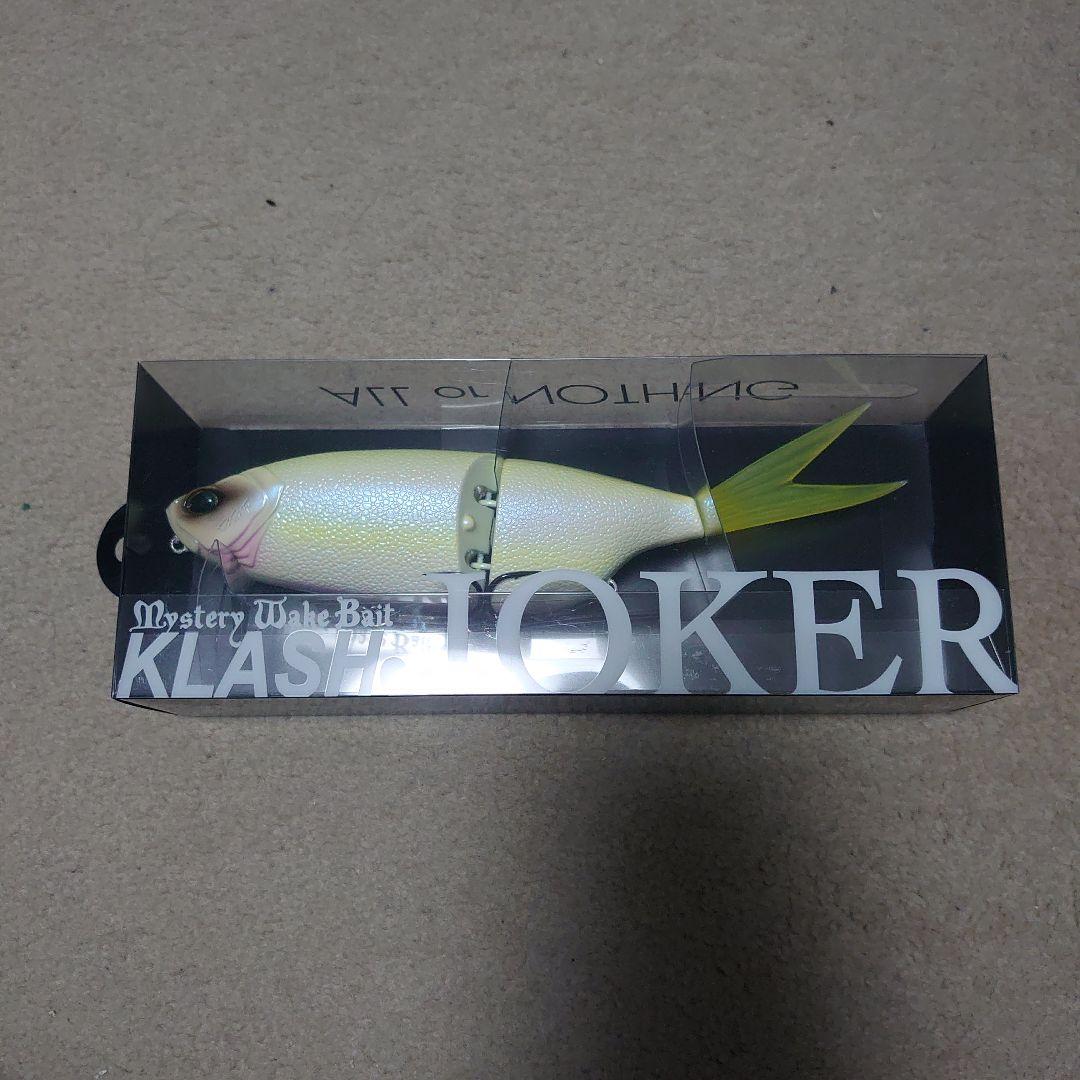 ALL or NOTHING
Mystery Wake Bait
KLASH JOKER